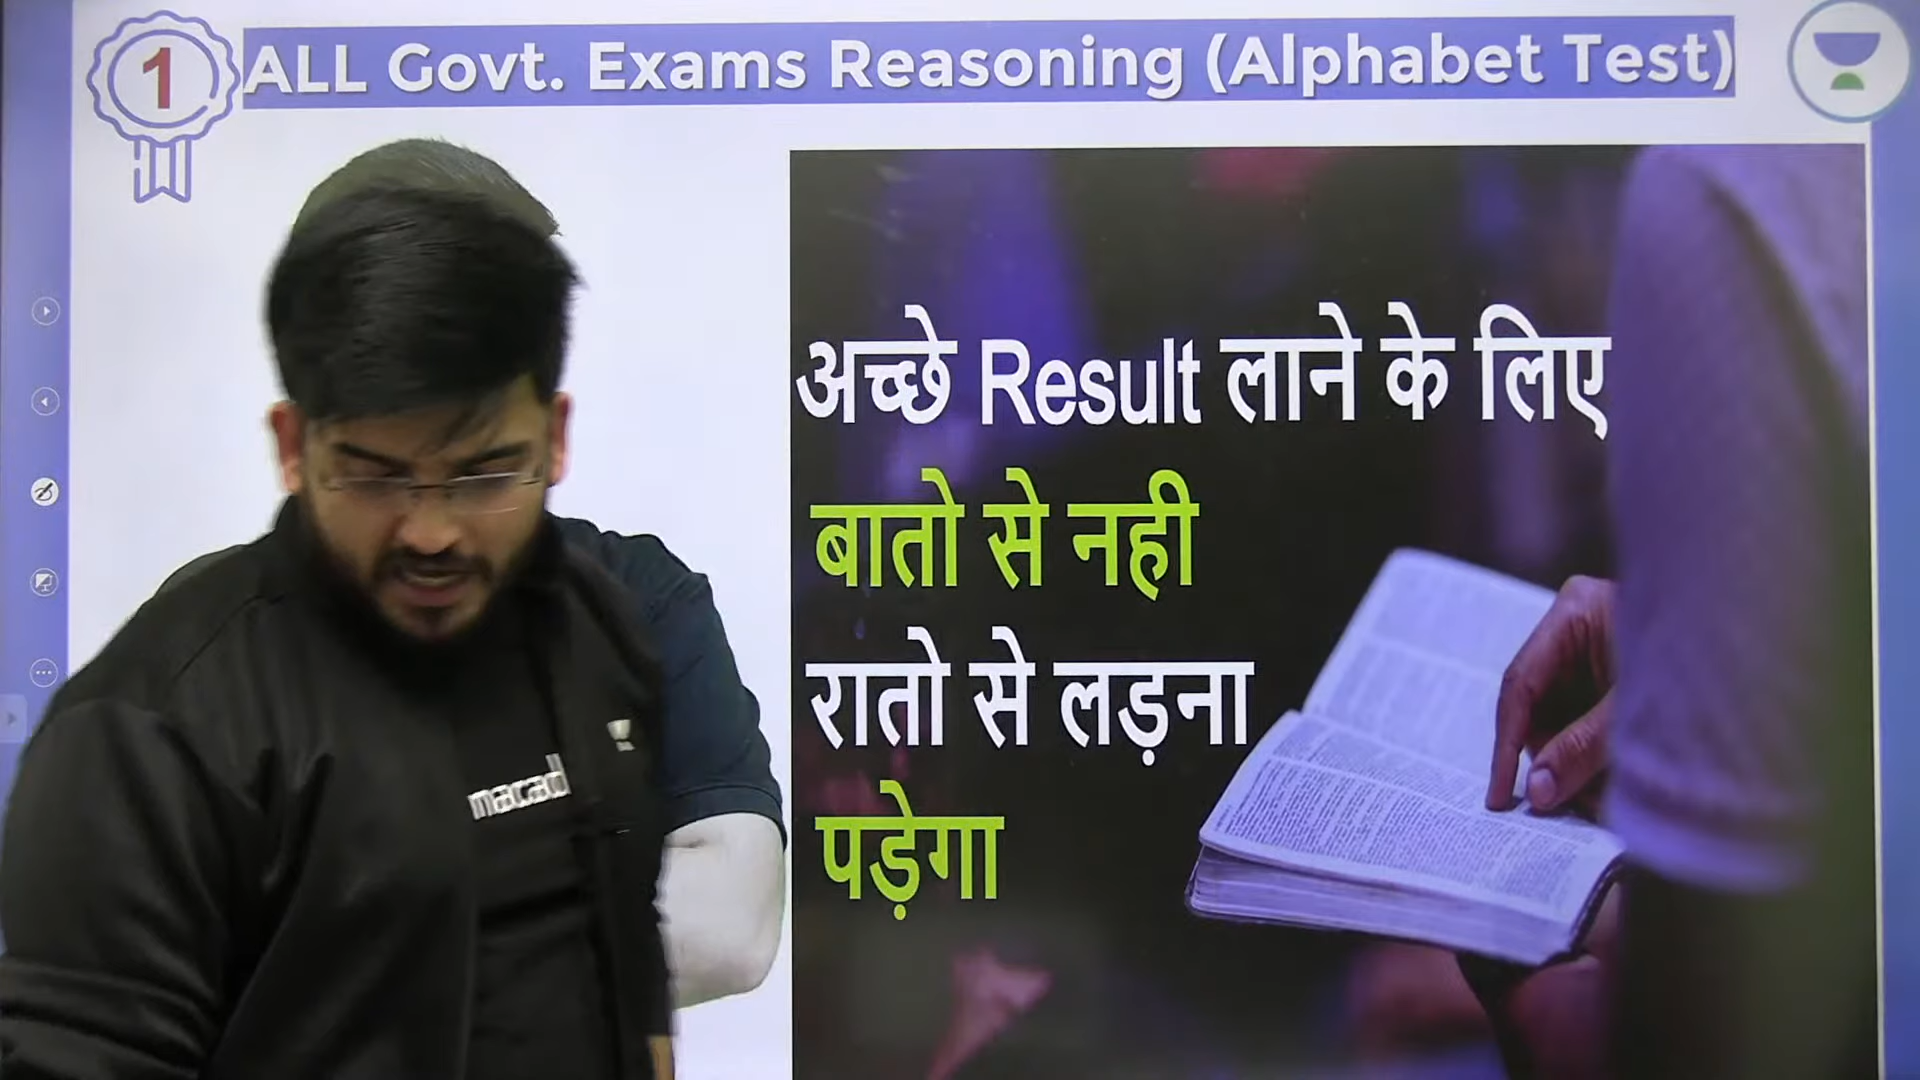 1
ALL Govt. Exams Reasoning (Alphabet Test)
अच्छे Result लाने के लिए
बातो से नही
रातो से लड़ना
पड़ेगा